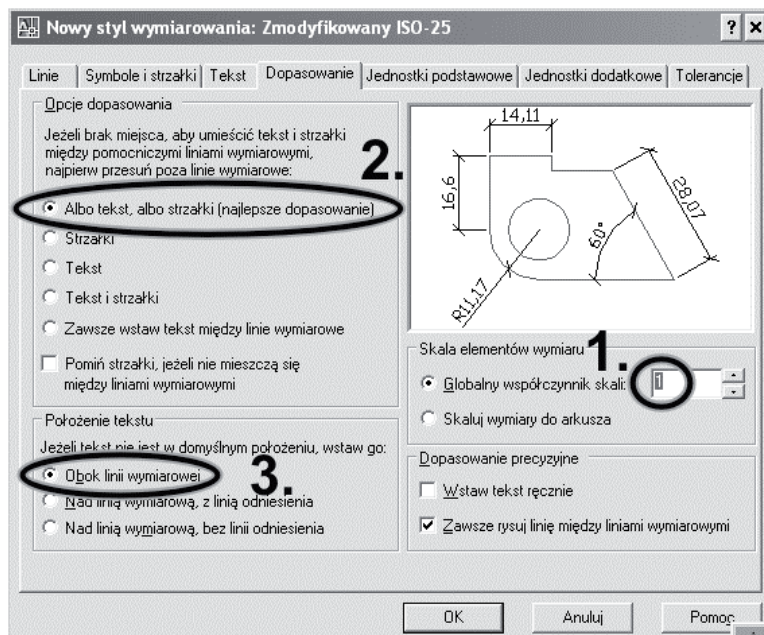 Nowy styl wymiarowania: Zmodyfikowany ISO-25
? x
Linie Symbole i strzałki Tekst Dopasowanie Jednostki podstawowe Jednostki dodatkowe Tolerancje
Opcje dopasowania
Jeżeli brak miejsca, aby umieścić tekst i strzałki
między pomocniczymi liniami wymiarowymi,
najpierw przesuń poza linie wymiarowe:
2.
Albo tekst, albo strzałki (najlepsze dopasowanie)
Strzałki
Tekst
Tekst i strzałki
Zawsze wstaw tekst między linie wymiarowe
Pomiń strzałki, jeżeli nie mieszczą się
między liniami wymiarowymi
Położenie tekstu
Jeżeli tekst nie jest w domyślnym położeniu, wstaw go:
Obok linii wymiarowej
3.
Nad linią wymiarową, z linią odniesienia
Nad linią wymiarową, bez linii odniesienia
14,11
16,6
28,07
60°
R11,17
Skala elementów wymiaru
1.
Globalny współczynnik skali:
1
Skaluj wymiary do arkusza
Dopasowanie precyzyjne
Wstaw tekst ręcznie
Zawsze rysuj linię między liniami wymiarowymi
OK Anuluj Pomoc